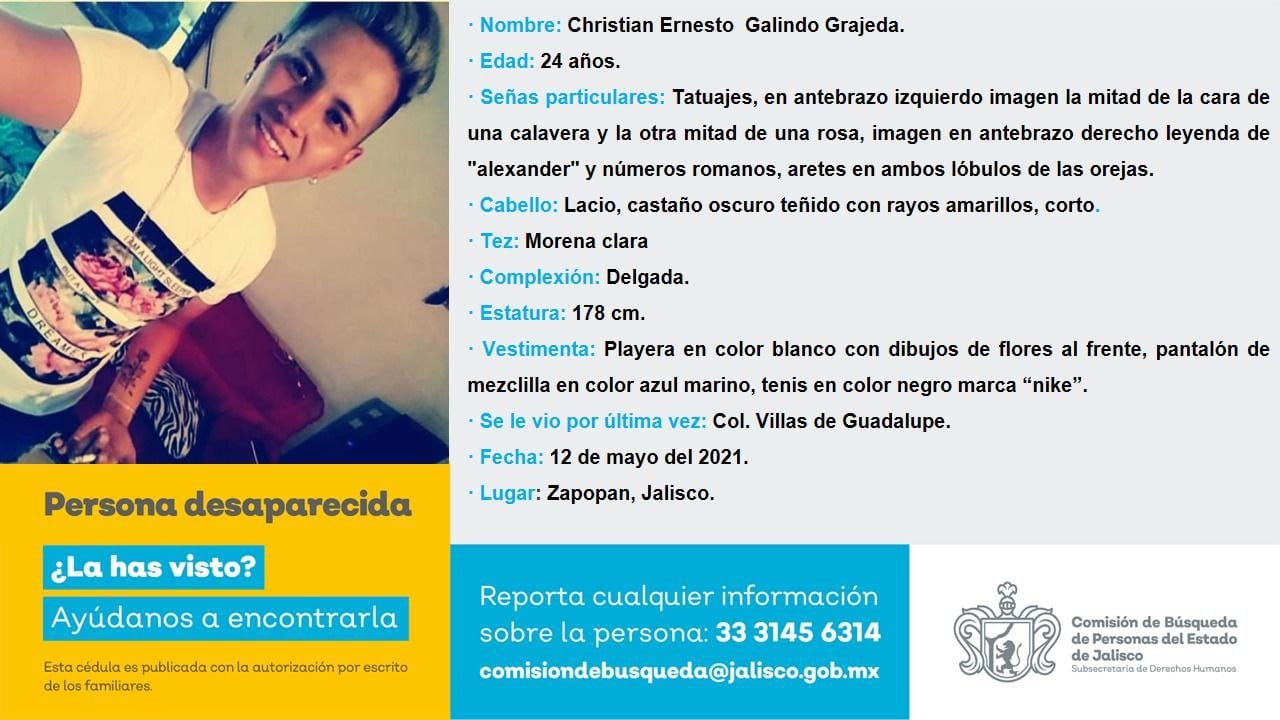 I AM A LIGHT SLEEPER
DREAMER
· Nombre: Christian Ernesto  Galindo Grajeda.
· Edad: 24 años.
· Señas particulares: Tatuajes, en antebrazo izquierdo imagen la mitad de la cara de
una calavera y la otra mitad de una rosa, imagen en antebrazo derecho leyenda de
"alexander" y números romanos, aretes en ambos lóbulos de las orejas.
· Cabello: Lacio, castaño oscuro teñido con rayos amarillos, corto.
· Tez: Morena clara
· Complexión: Delgada.
· Estatura: 178 cm.
· Vestimenta: Playera en color blanco con dibujos de flores al frente, pantalón de
mezclilla en color azul marino, tenis en color negro marca “nike”.
· Se le vio por última vez: Col. Villas de Guadalupe.
· Fecha: 12 de mayo del 2021.
· Lugar: Zapopan, Jalisco.
Persona desaparecida
¿La has visto?
Ayúdanos a encontrarla
Esta cédula es publicada con la autorización por escrito
de los familiares.
Reporta cualquier información
sobre la persona: 33 3145 6314
comisiondebusqueda@jalisco.gob.mx
Comisión de Búsqueda
de Personas del Estado
de Jalisco
Subsecretaría de Derechos Humanos